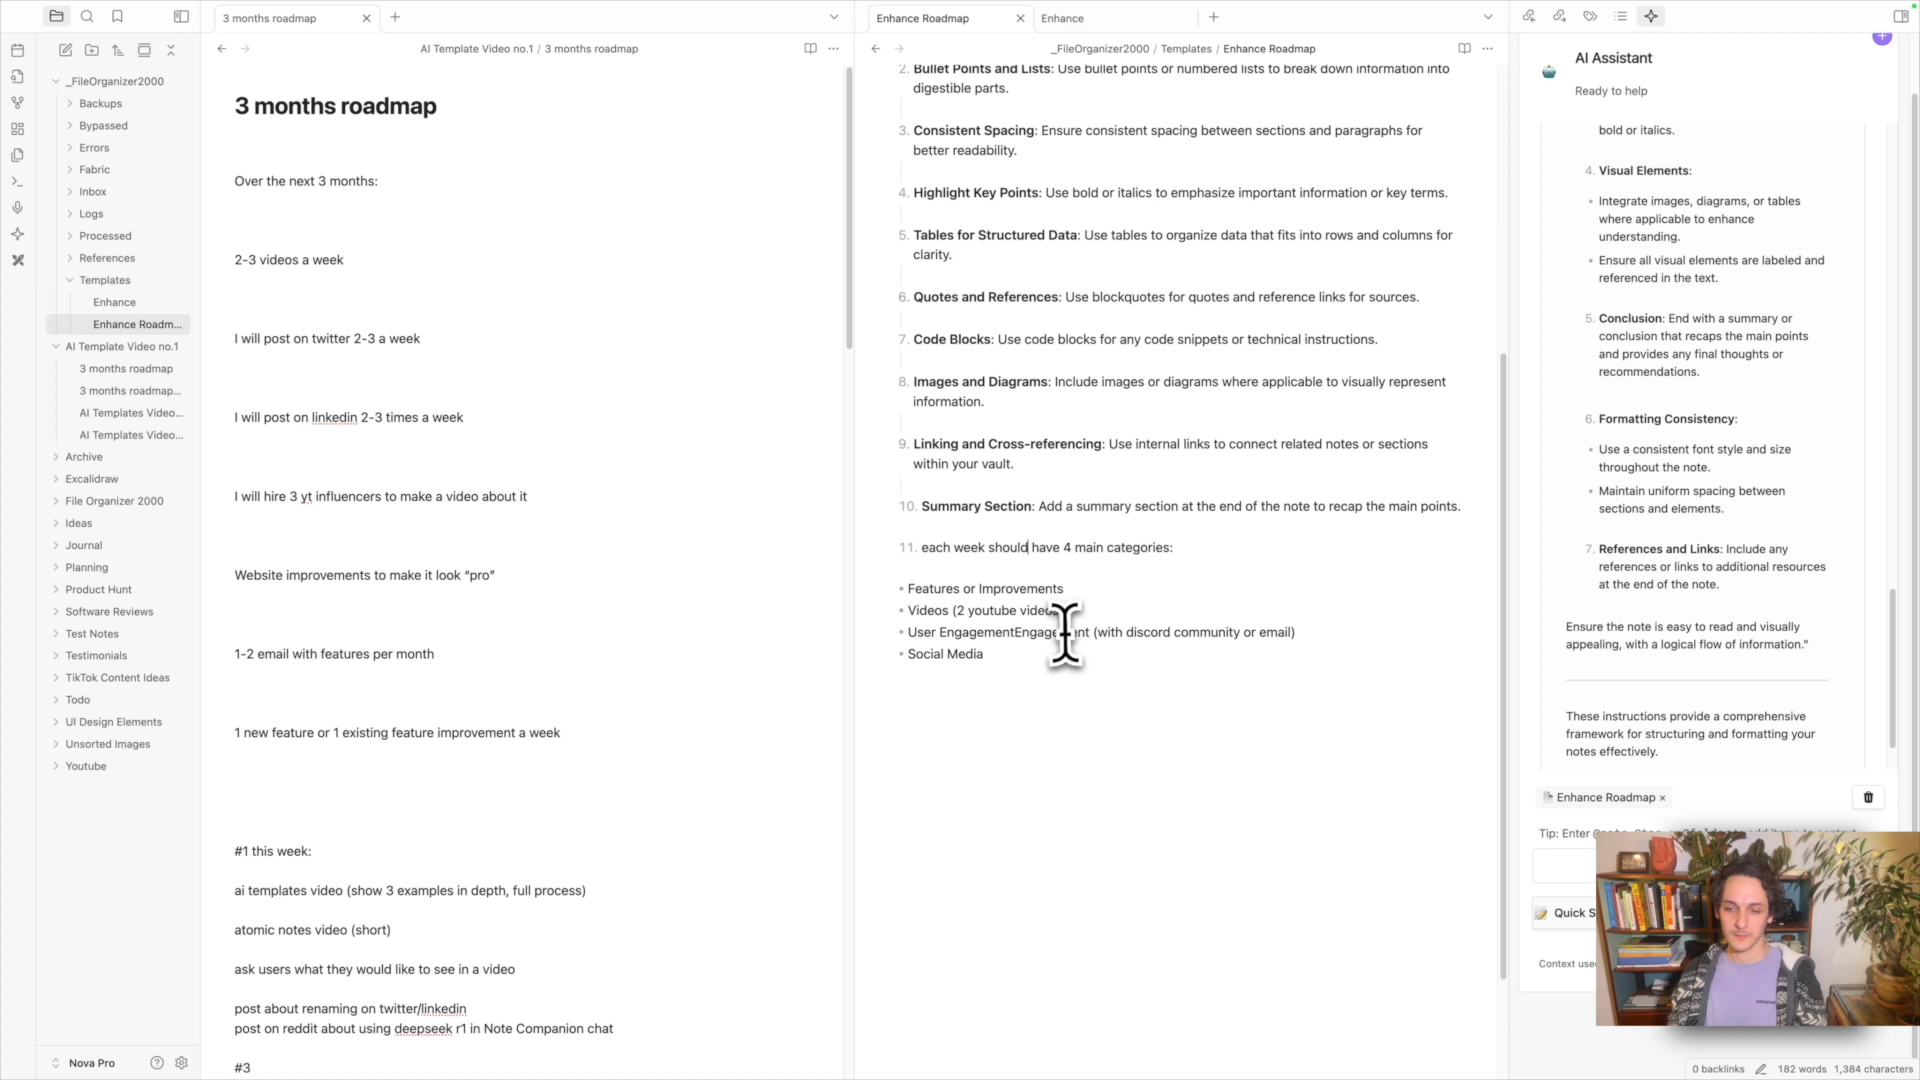 3 months roadmap
Enhance Roadmap
Enhance
AI Template Video no.1 / 3 months roadmap
_FileOrganizer2000 / Templates / Enhance Roadmap
_FileOrganizer2000
Backups
Bypassed
Errors
Fabric
Inbox
Logs
Processed
References
Templates
Enhance
Enhance Roadm...
AI Template Video no.1
3 months roadmap
3 months roadmap...
AI Templates Video...
AI Templates Video...
Archive
Excalidraw
File Organizer 2000
Ideas
Journal
Planning
Product Hunt
Software Reviews
Test Notes
Testimonials
TikTok Content Ideas
Todo
UI Design Elements
Unsorted Images
Youtube
Nova Pro
3 months roadmap
Over the next 3 months:
2-3 videos a week
I will post on twitter 2-3 a week
I will post on linkedin 2-3 times a week
I will hire 3 yt influencers to make a video about it
Website improvements to make it look “pro”
1-2 email with features per month
1 new feature or 1 existing feature improvement a week
#1 this week:
ai templates video (show 3 examples in depth, full process)
atomic notes video (short)
ask users what they would like to see in a video
post about renaming on twitter/linkedin
post on reddit about using deepseek r1 in Note Companion chat
#3
2. Bullet Points and Lists: Use bullet points or numbered lists to break down information into
digestible parts.
3. Consistent Spacing: Ensure consistent spacing between sections and paragraphs for
better readability.
4. Highlight Key Points: Use bold or italics to emphasize important information or key terms.
5. Tables for Structured Data: Use tables to organize data that fits into rows and columns for
clarity.
6. Quotes and References: Use blockquotes for quotes and reference links for sources.
7. Code Blocks: Use code blocks for any code snippets or technical instructions.
8. Images and Diagrams: Include images or diagrams where applicable to visually represent
information.
9. Linking and Cross-referencing: Use internal links to connect related notes or sections
within your vault.
10. Summary Section: Add a summary section at the end of the note to recap the main points.
11. each week should have 4 main categories:
• Features or Improvements
• Videos (2 youtube
• User EngagementEngagement (with discord community or email)
• Social Media
AI Assistant
Ready to help
bold or italics.
4. Visual Elements:
• Integrate images, diagrams, or tables
where applicable to enhance
understanding.
• Ensure all visual elements are labeled and
referenced in the text.
5. Conclusion: End with a summary or
conclusion that recaps the main points
and provides any final thoughts or
recommendations.
6. Formatting Consistency:
• Use a consistent font style and size
throughout the note.
• Maintain uniform spacing between
sections and elements.
7. References and Links: Include any
references or links to additional resources
at the end of the note.
Ensure the note is easy to read and visually
appealing, with a logical flow of information."
These instructions provide a comprehensive
framework for structuring and formatting your
notes effectively.
Enhance Roadmap ×
Tip: Enter
Quick S
Context use
0 backlinks
182 words
1,384 characters